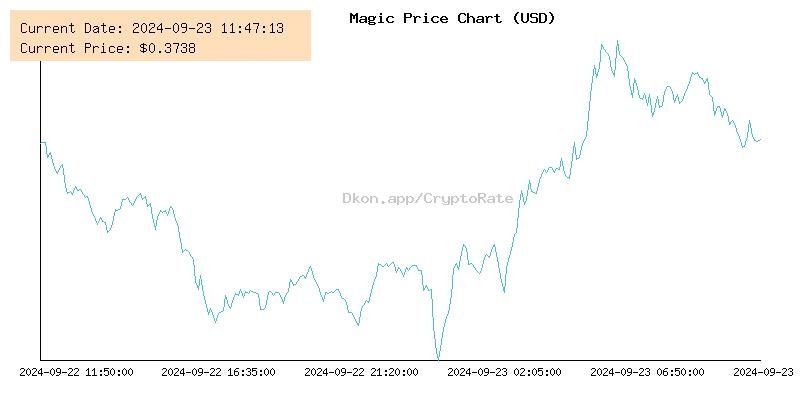 Magic Price Chart (USD)
Current Date: 2024-09-23 11:47:13
Current Price: $0.3738
Dkon.app/CryptoRate
2024-09-22 11:50:00 2024-09-22 16:35:00 2024-09-22 21:20:00 2024-09-23 02:05:00 2024-09-23 06:50:00 2024-09-23